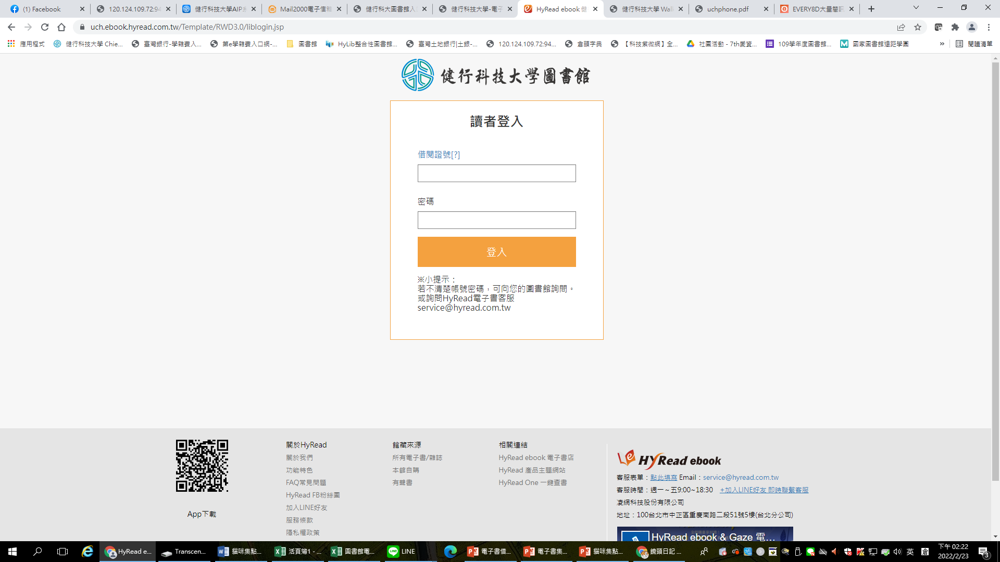 (1) Facebook
120.124.109.72:94
健行科技大學AIP系
Mail2000電子信箱
健行科大圖書館入口
健行科技大學-電子
HyRead ebook 健
健行科技大學 Walk
uchphone.pdf
EVERY8D大量簡訊
uch.ebook.hyread.com.tw/Template/RWD3.0/liblogin.jsp
應用程式
健行科技大學 Chie...
臺灣銀行-學雜費入...
第e學雜費入口網-...
圖書館
HyLib整合性圖書館...
臺灣土地銀行|土銀-...
120.124.109.72:94...
倉頡字典
【科技紫微網】全...
社團活動 - 7th愛資...
109學年度圖書館...
國家圖書館遠距學園
»
閱讀清單
健行科技大學圖書館
讀者登入
借閱證號[?]
密碼
登入
※小提示：
若不清楚帳號密碼，可向您的圖書館詢問。
或詢問HyRead電子書客服
service@hyread.com.tw
App下載
關於HyRead
關於我們
功能特色
FAQ常見問題
HyRead FB粉絲團
加入LINE好友
服務條款
隱私權政策
館藏來源
所有電子書/雜誌
本館自購
有聲書
相關連結
HyRead ebook 電子書店
HyRead 產品主題網站
HyRead One 一鍵查書
HyRead ebook
客服表單：點此填寫 Email：service@hyread.com.tw
客服時間：週一～五9:00~18:30 +加入LINE好友 即時聯繫客服
凌網科技股份有限公司
地址：100台北市中正區重慶南路二段51號5樓(台北分公司)
HyRead ebook & Gaze 電...
HyRead e...
Transcen...
貓咪集點...
活頁簿1 - ...
圖書館電...
LINE
電子書借...
電子書集...
貓咪集點...
鏡頭日記 ...
英
倉
下午 02:22
2022/2/23
3